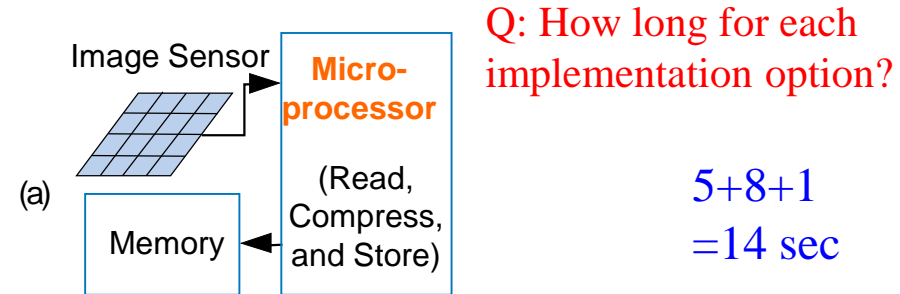 Q: How long for each
implementation option?
Image Sensor
Micro-
processor
(Read,
Compress,
and Store)
(a)
Memory
5+8+1
=14 sec